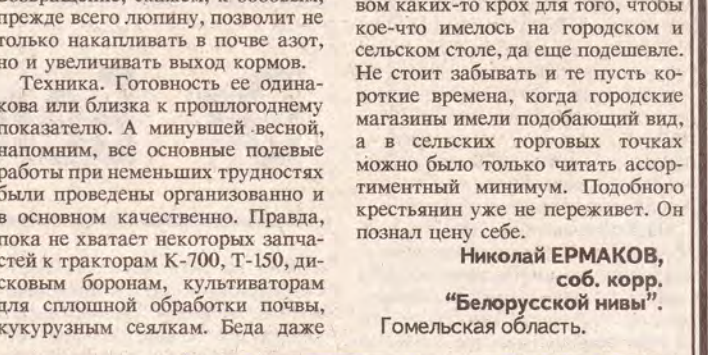 прежде всего люпину, позволит не
только накапливать в почве азот,
но и увеличивать выход кормов.
Техника. Готовность ее одина-
кова или близка к прошлогоднему
показателю. А минувшей весной,
напомним, все основные полевые
работы при неменьших трудностях
были проведены организованно и
в основном качественно. Правда,
пока не хватает некоторых запча-
стей к тракторам К-700, Т-150, ди-
сковым боронам, культиваторам
для сплошной обработки почвы,
кукурузным сеялкам. Беда даже
вом каких-то крох для того, чтобы
кое-что имелось на городском и
сельском столе, да еще подешевле.
Не стоит забывать и те пусть ко-
роткие времена, когда городские
магазины имели подобающий вид,
а в сельских торговых точках
можно было только читать ассор-
тиментный минимум. Подобного
крестьянин уже не переживет. Он
познал цену себе.
Николай ЕРМАКОВ,
соб. корр.
"Белорусской нивы".
Гомельская область.